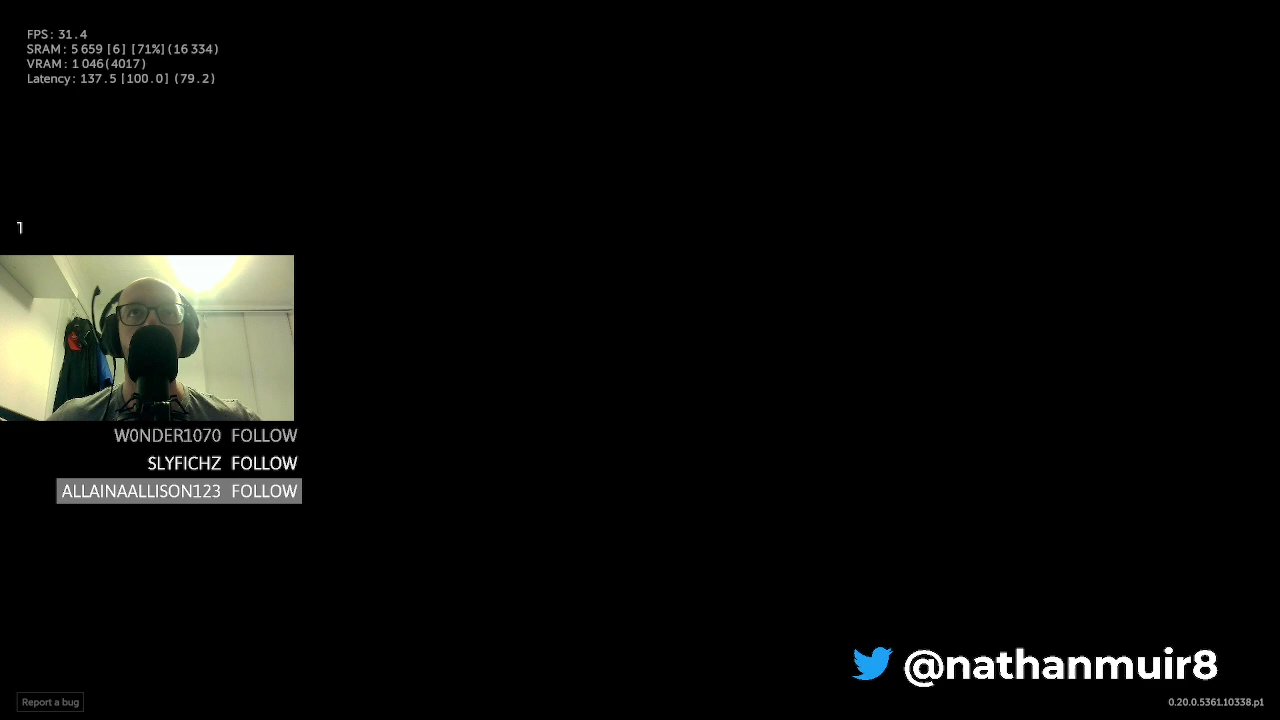 FPS: 31.4
SRAM: 5 659 [6] [71%] (16 334)
VRAM: 1 046(4017)
Latency: 137.5 [100.0] (79.2)
1
W0NDER1070 FOLLOW
SLYFICHZ FOLLOW
ALLAINAALLISON123 FOLLOW
@nathanmuir8
Report a bug
0.20.0.5361.10338.p1